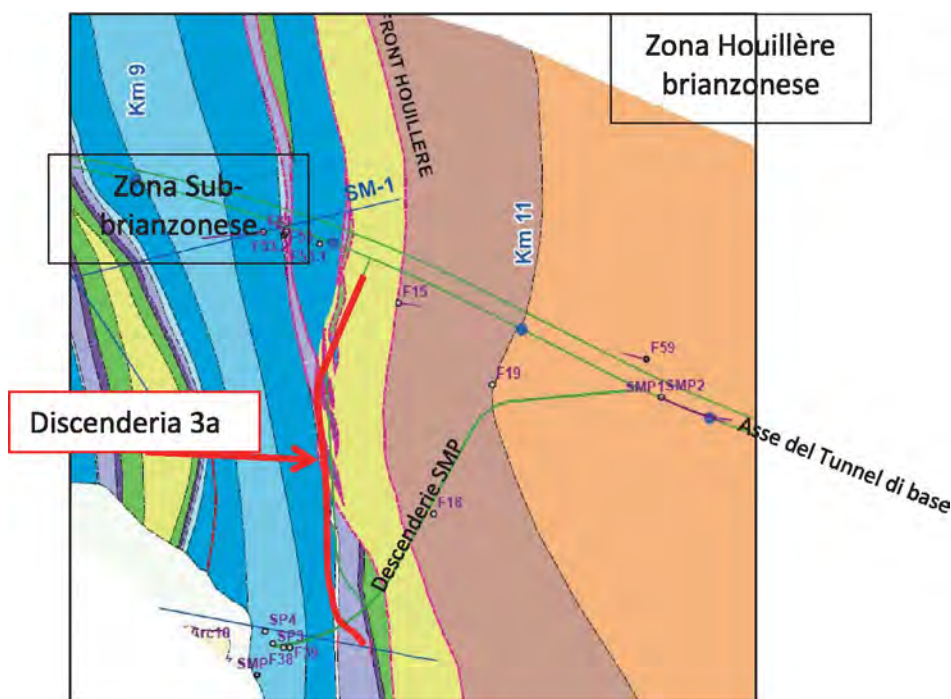 Zona Houillère
brianzonese
FRONT HOUILLERE
Km 9
Zona Sub-
brianzonese
SM-1
Km 11
F15
F59
F19
SMP1
SMP2
Discenderia 3a
Asse del Tunnel di base
Descenderie SMP
F18
SP4
SP3
F38
SMP